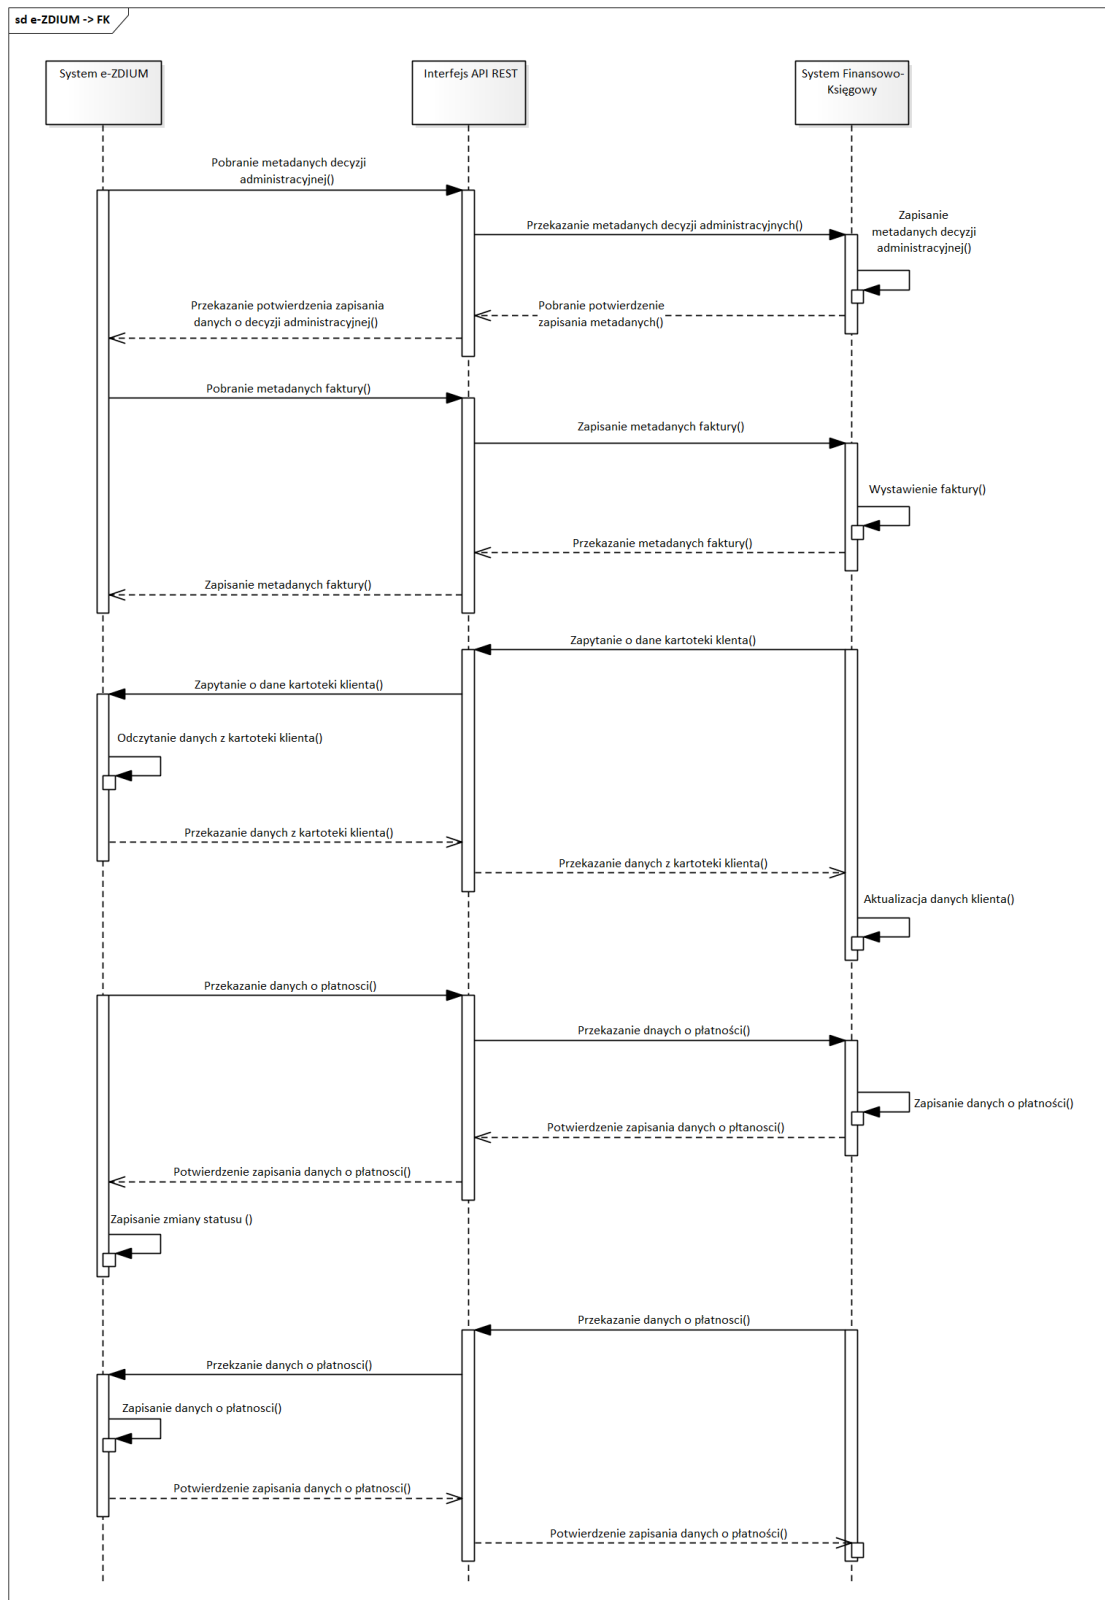 sd e-ZDIUM -> FK
System e-ZDIUM
Interfejs API REST
System Finansowo-
Księgowy
Pobranie metadanych decyzji
administracyjnej()
Przekazanie metadanych decyzji administracyjnych()
Zapisanie
metadanych decyzji
administracyjnej()
Pobranie potwierdzenie
zapisania metadanych()
Przekazanie potwierdzenia zapisania
danych o decyzji administracyjnej()
Pobranie metadanych faktury()
Zapisanie metadanych faktury()
Wystawienie faktury()
Przekazanie metadanych faktury()
Zapisanie metadanych faktury()
Zapytanie o dane kartoteki klenta()
Zapytanie o dane kartoteki klienta()
Odczytanie danych z kartoteki klienta()
Przekazanie danych z kartoteki klienta()
Przekazanie danych z kartoteki klienta()
Aktualizacja danych klienta()
Przekazanie danych o płatnosci()
Przekazanie dnaych o płatności()
Zapisanie danych o płatności()
Potwierdzenie zapisania danych o płtanosci()
Potwierdzenie zapisania danych o płatnosci()
Zapisanie zmiany statusu ()
Przekazanie danych o płatnosci()
Przekzanie danych o płatnosci()
Zapisanie danych o płatnosci()
Potwierdzenie zapisania danych o płatnosci()
Potwierdzenie zapisania danych o płatności()